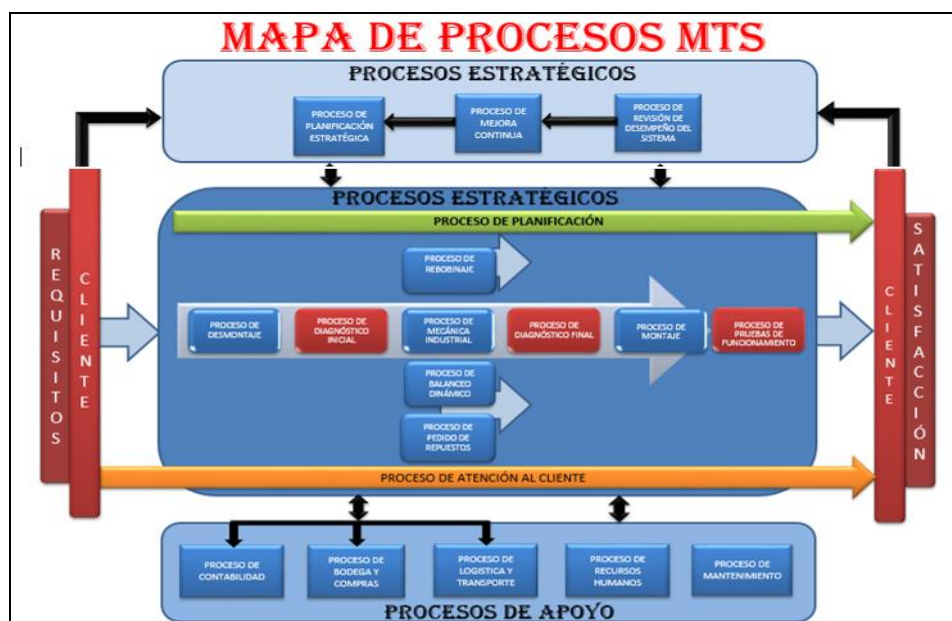 MAPA DE PROCESOS MTS
PROCESOS ESTRATÉGICOS
PROCESO DE
PLANIFICACIÓN
ESTRATÉGICA
PROCESO DE
MEJORA
CONTINUA
PROCESO DE
REVISIÓN DE
DESEMPEÑO DEL
SISTEMA
REQUISITOS
CLIENTE
PROCESOS ESTRATÉGICOS
PROCESO DE PLANIFICACIÓN
PROCESO DE
REBOBINAJE
PROCESO DE
DESMONTAJE
PROCESO DE
DIAGNÓSTICO
INICIAL
PROCESO DE
MECÁNICA
INDUSTRIAL
PROCESO DE
DIAGNÓSTICO FINAL
PROCESO DE
MONTAJE
PROCESO DE
PRUEBAS DE
FUNCIONAMIENTO
PROCESO DE
BALANCEO
DINÁMICO
PROCESO DE
PEDIDO DE
REPUESTOS
PROCESO DE ATENCIÓN AL CLIENTE
CLIENTE
SATISFACCIÓN
PROCESO DE
CONTABILIDAD
PROCESO DE
BODEGA Y
COMPRAS
PROCESO DE
LOGISTICA Y
TRANSPORTE
PROCESO DE
RECURSOS
HUMANOS
PROCESO DE
MANTENIMIENTO
PROCESOS DE APOYO